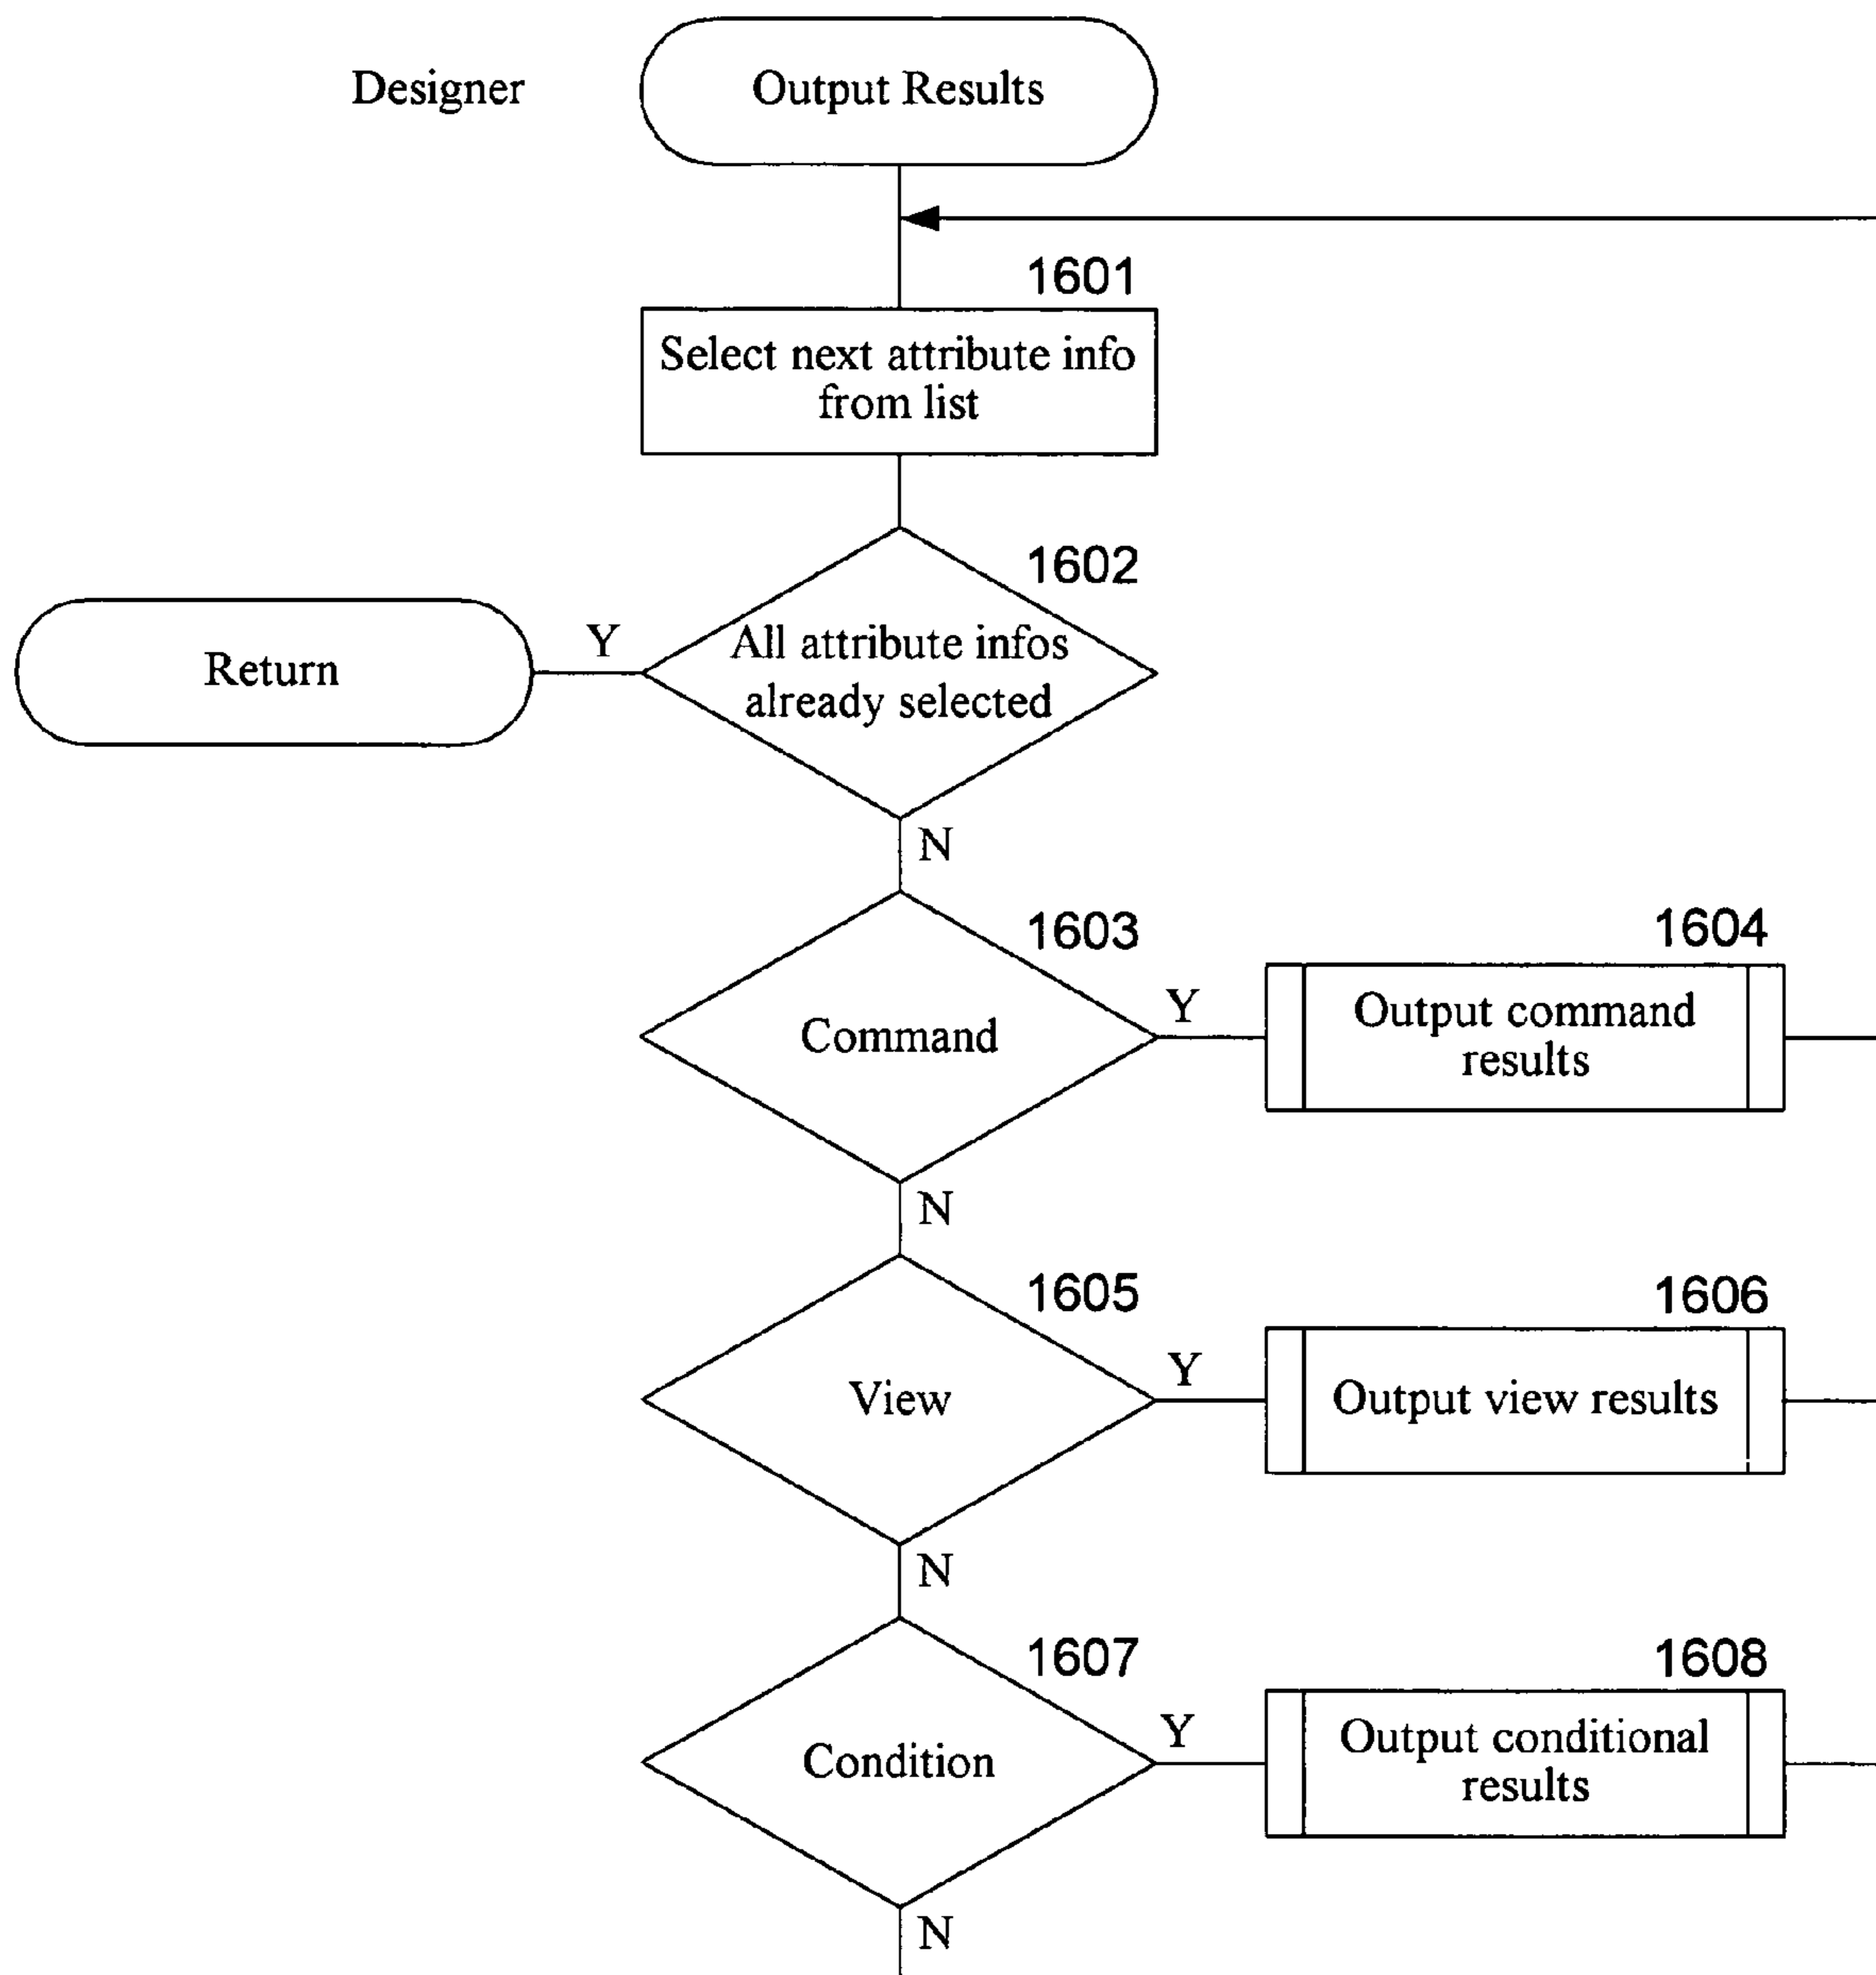 Designer
Output Results
1601
Select next attribute info
from list
1602
All attribute infos
already selected
Y
Return
N
1603
Command
Y
1604
Output command
results
N
1605
View
Y
1606
Output view results
N
1607
Condition
Y
1608
Output conditional
results
N